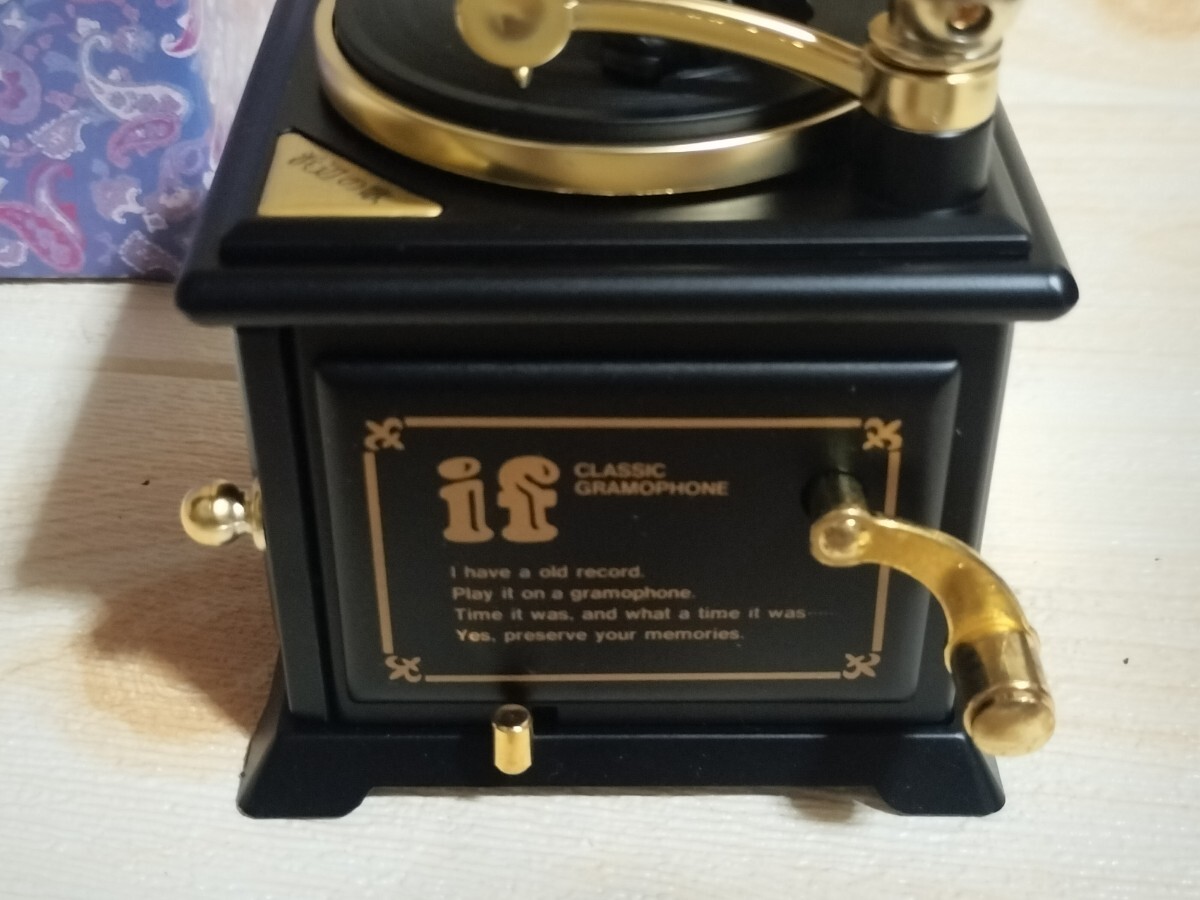 if
CLASSIC
GRAMOPHONE
I have a old record.
Play it on a gramophone.
Time it was, and what a time it was……
Yes, preserve your memories.